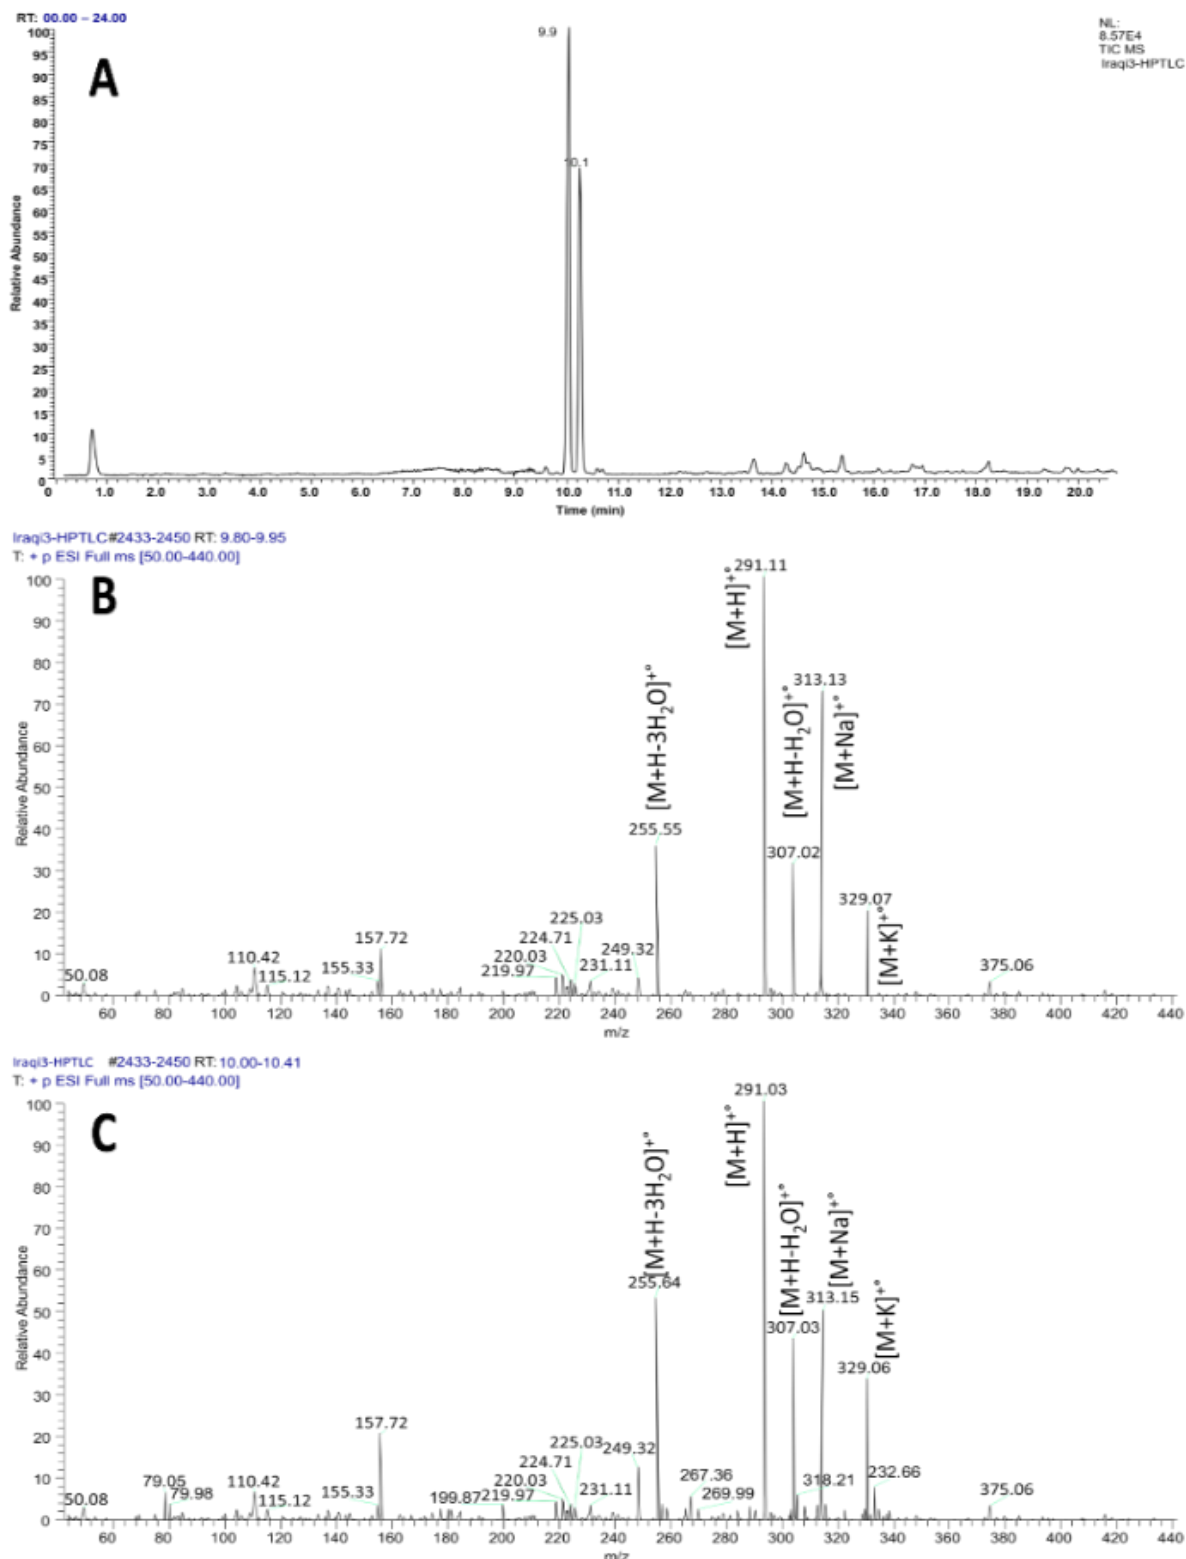 RT: 00.00 – 24.00
NL:
8.57E4
TIC MS
Iraqi3-HPTLC
A
9.9
10.1
100
95
90
85
80
75
70
65
60
55
50
45
40
35
30
25
20
15
10
5
0
Relative Abundance
0 1.0 2.0 3.0 4.0 5.0 6.0 7.0 8.0 9.0 10.0 11.0 12.0 13.0 14.0 15.0 16.0 17.0 18.0 19.0 20.0
Time (min)
Iraqi3-HPTLC#2433-2450 RT: 9.80-9.95
T: + p ESI Full ms [50.00-440.00]
B
100
90
80
70
60
50
40
30
20
10
0
Relative Abundance
291.11
[M+H]⁺°
313.13
[M+Na]⁺°
[M+H-H₂O]⁺°
307.02
[M+H-3H₂O]⁺°
255.55
329.07
[M+K]⁺°
50.08
110.42
115.12
155.33
157.72
219.97
220.03
224.71
225.03
231.11
249.32
375.06
60 80 100 120 140 160 180 200 220 240 260 280 300 320 340 360 380 400 420 440
m/z
Iraqi3-HPTLC #2433-2450 RT: 10.00-10.41
T: + p ESI Full ms [50.00-440.00]
C
100
90
80
70
60
50
40
30
20
10
0
Relative Abundance
291.03
[M+H]⁺°
[M+H-3H₂O]⁺°
255.64
[M+H-H₂O]⁺°
307.03
[M+Na]⁺°
313.15
[M+K]⁺°
329.06
50.08
79.05
79.98
110.42
115.12
155.33
157.72
199.87
219.97
220.03
224.71
225.03
231.11
249.32
267.36
269.99
318.21
232.66
375.06
60 80 100 120 140 160 180 200 220 240 260 280 300 320 340 360 380 400 420 440
m/z